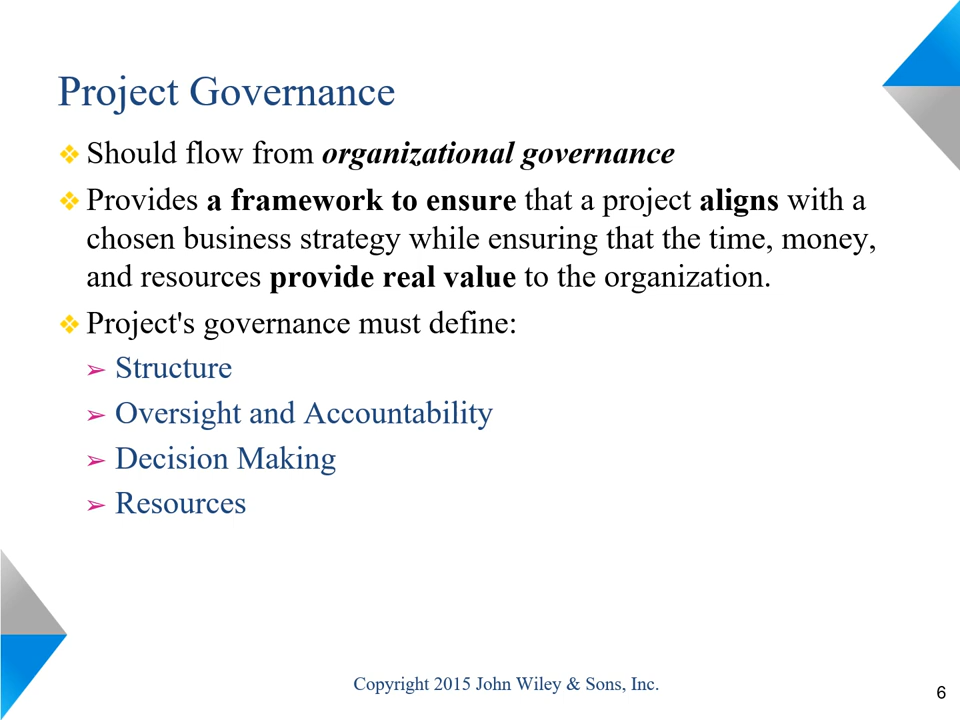 Project Governance
❖ Should flow from organizational governance
❖ Provides a framework to ensure that a project aligns with a
chosen business strategy while ensuring that the time, money,
and resources provide real value to the organization.
❖ Project's governance must define:
➢ Structure
➢ Oversight and Accountability
➢ Decision Making
➢ Resources
Copyright 2015 John Wiley & Sons, Inc.
6